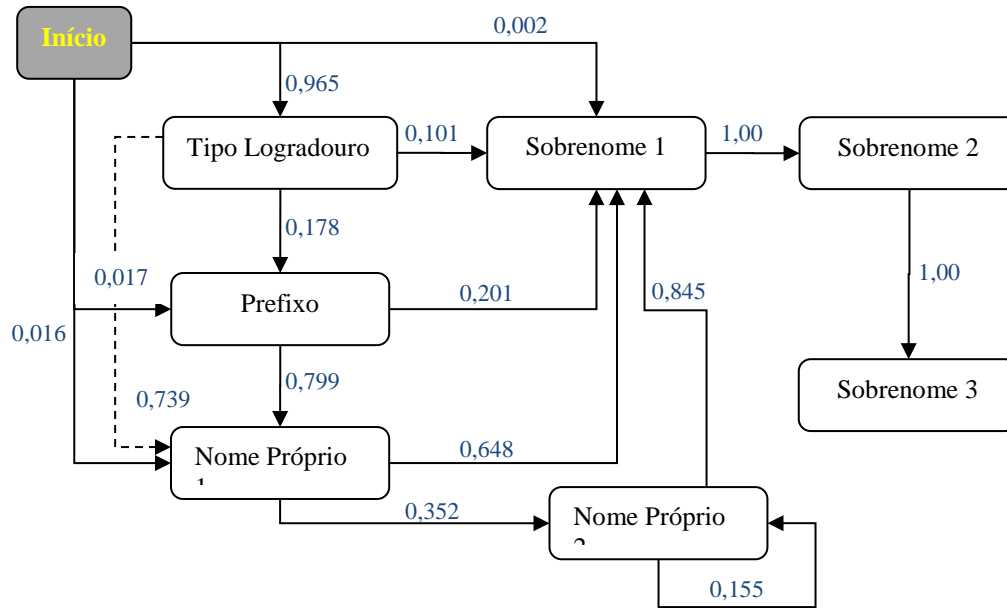 0,002
Início
0,965
Tipo Logradouro
0,101
Sobrenome 1
1,00
Sobrenome 2
0,178
0,017
Prefixo
0,201
0,845
1,00
0,016
0,799
0,739
Sobrenome 3
Nome Próprio
1
0,648
0,352
Nome Próprio
2
0,155